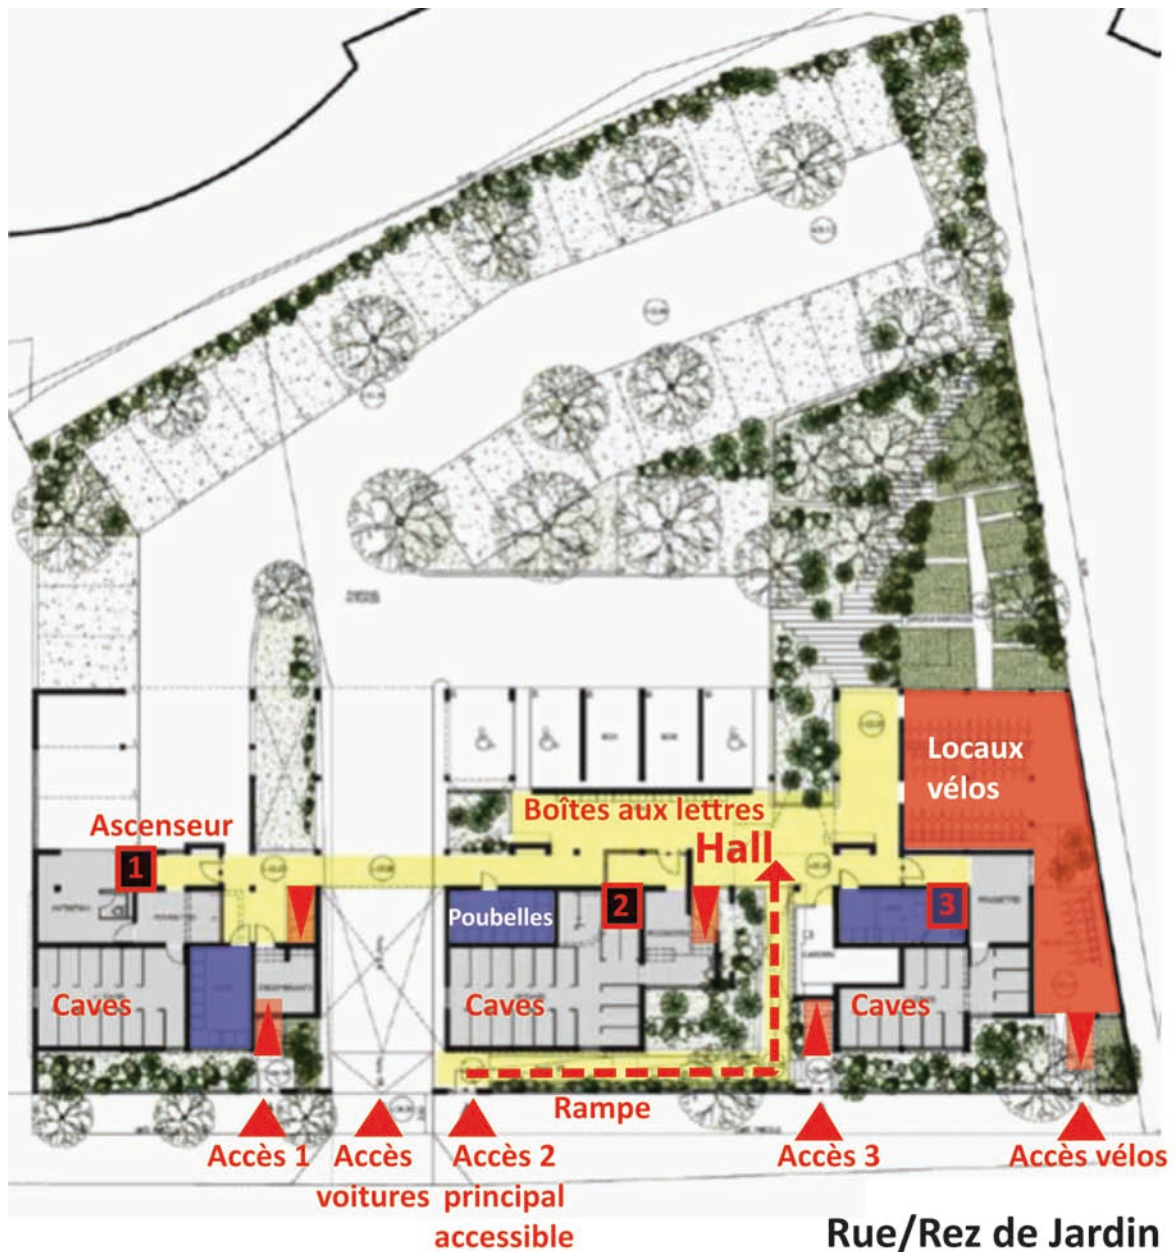 Locaux
vélos
Boîtes aux lettres
Ascenseur
Hall
1
Poubelles
2
3
Caves
Caves
Caves
Rampe
Accès 1
Accès
voitures
Accès 2
principal
accessible
Accès 3
Accès vélos
Rue/Rez de Jardin